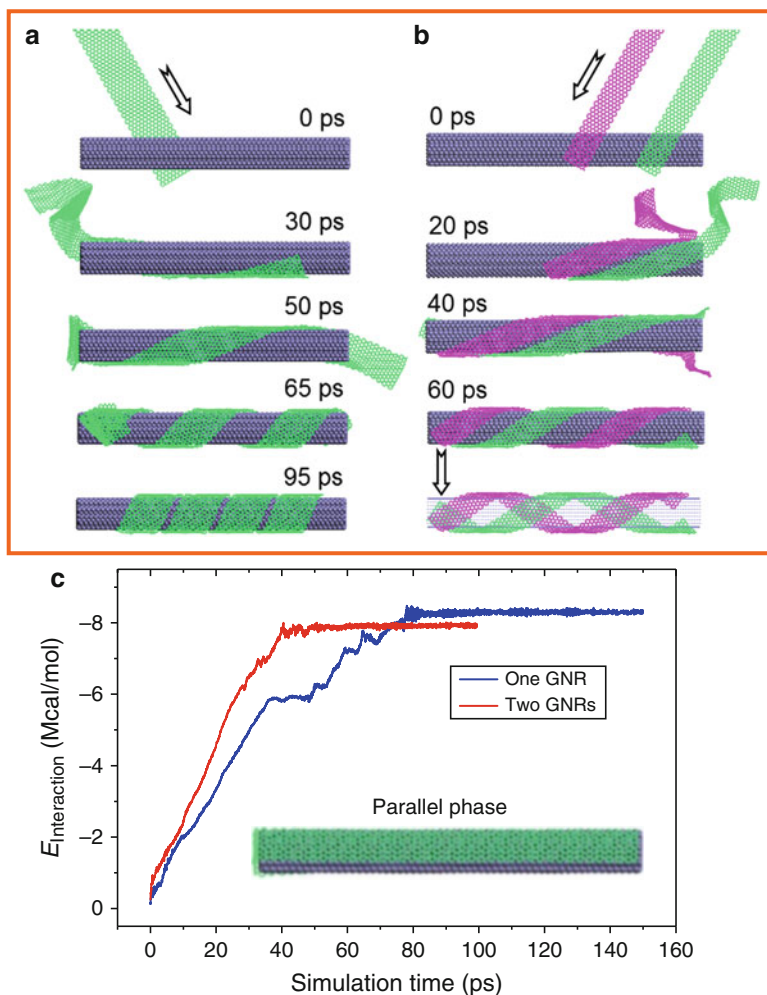 a
b
0 ps
0 ps
30 ps
20 ps
50 ps
40 ps
65 ps
60 ps
95 ps
c
−8
−6
−4
−2
0
E Interaction (Mcal/mol)
One GNR
Two GNRs
Parallel phase
0 20 40 60 80 100 120 140 160
Simulation time (ps)